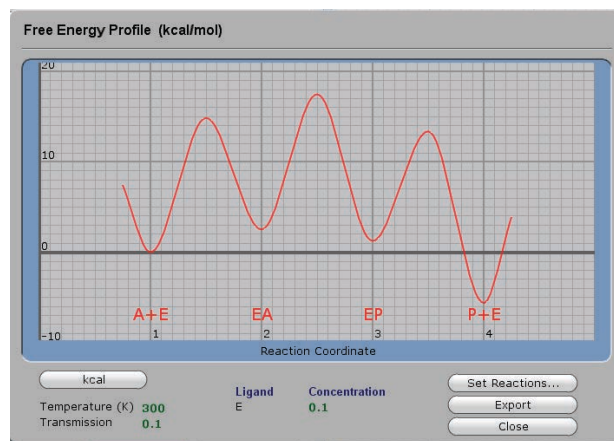 Free Energy Profile (kcal/mol)
20
10
0
A+E EA EP P+E
-10 1 2 3 4
Reaction Coordinate
kcal
Temperature (K) 300
Transmission 0.1
Ligand Concentration
E 0.1
Set Reactions...
Export
Close